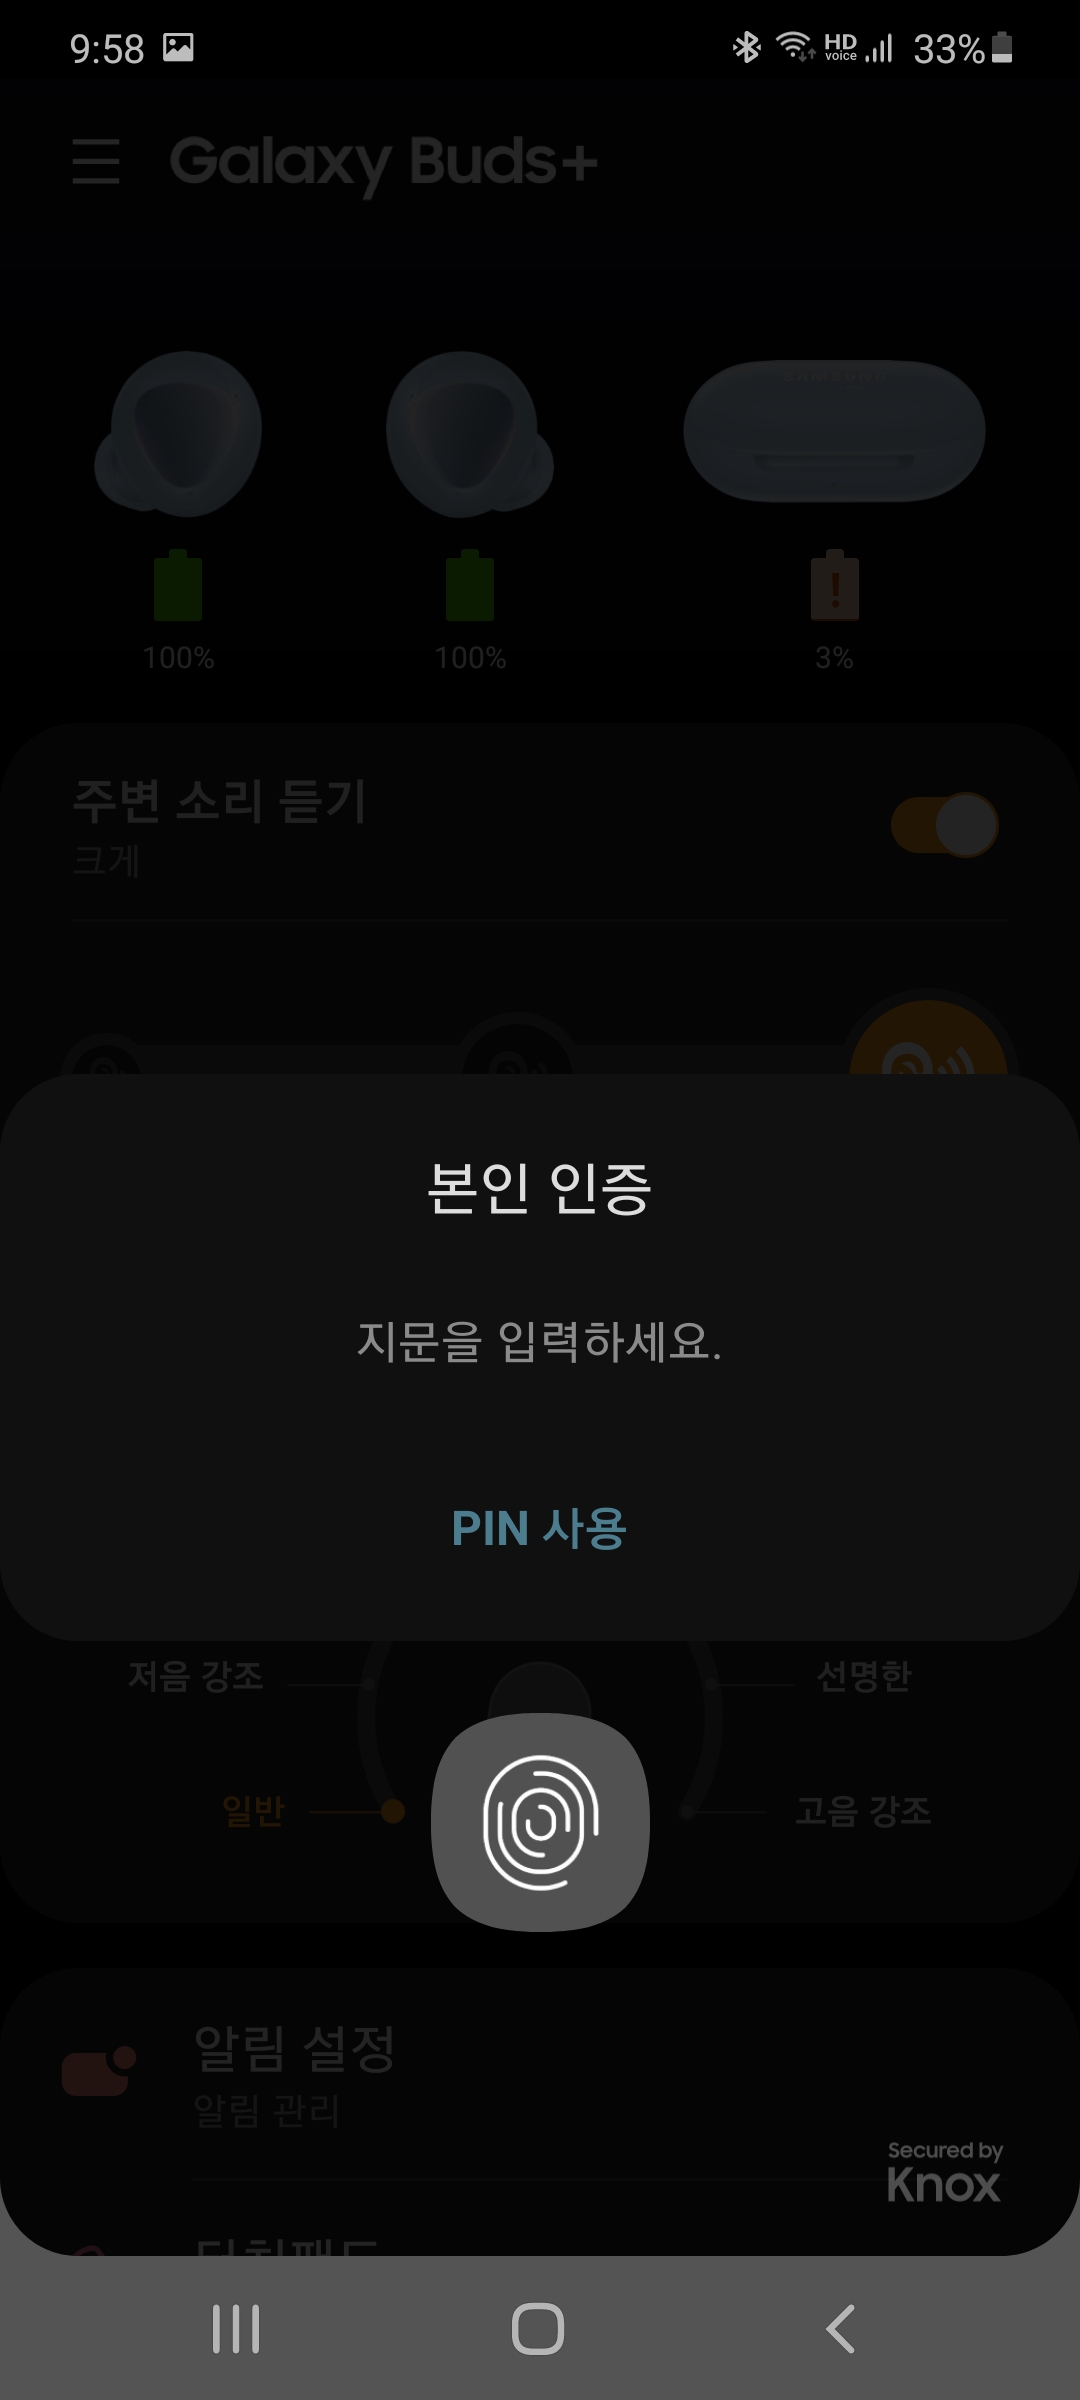 9:58
HD voice 33%
Galaxy Buds+
SAMSUNG
100% 100% 3%
주변 소리 듣기
크게
본인 인증
지문을 입력하세요.
PIN 사용
저음 강조 선명한
일반 고음 강조
알림 설정
알림 관리
Secured by
Knox